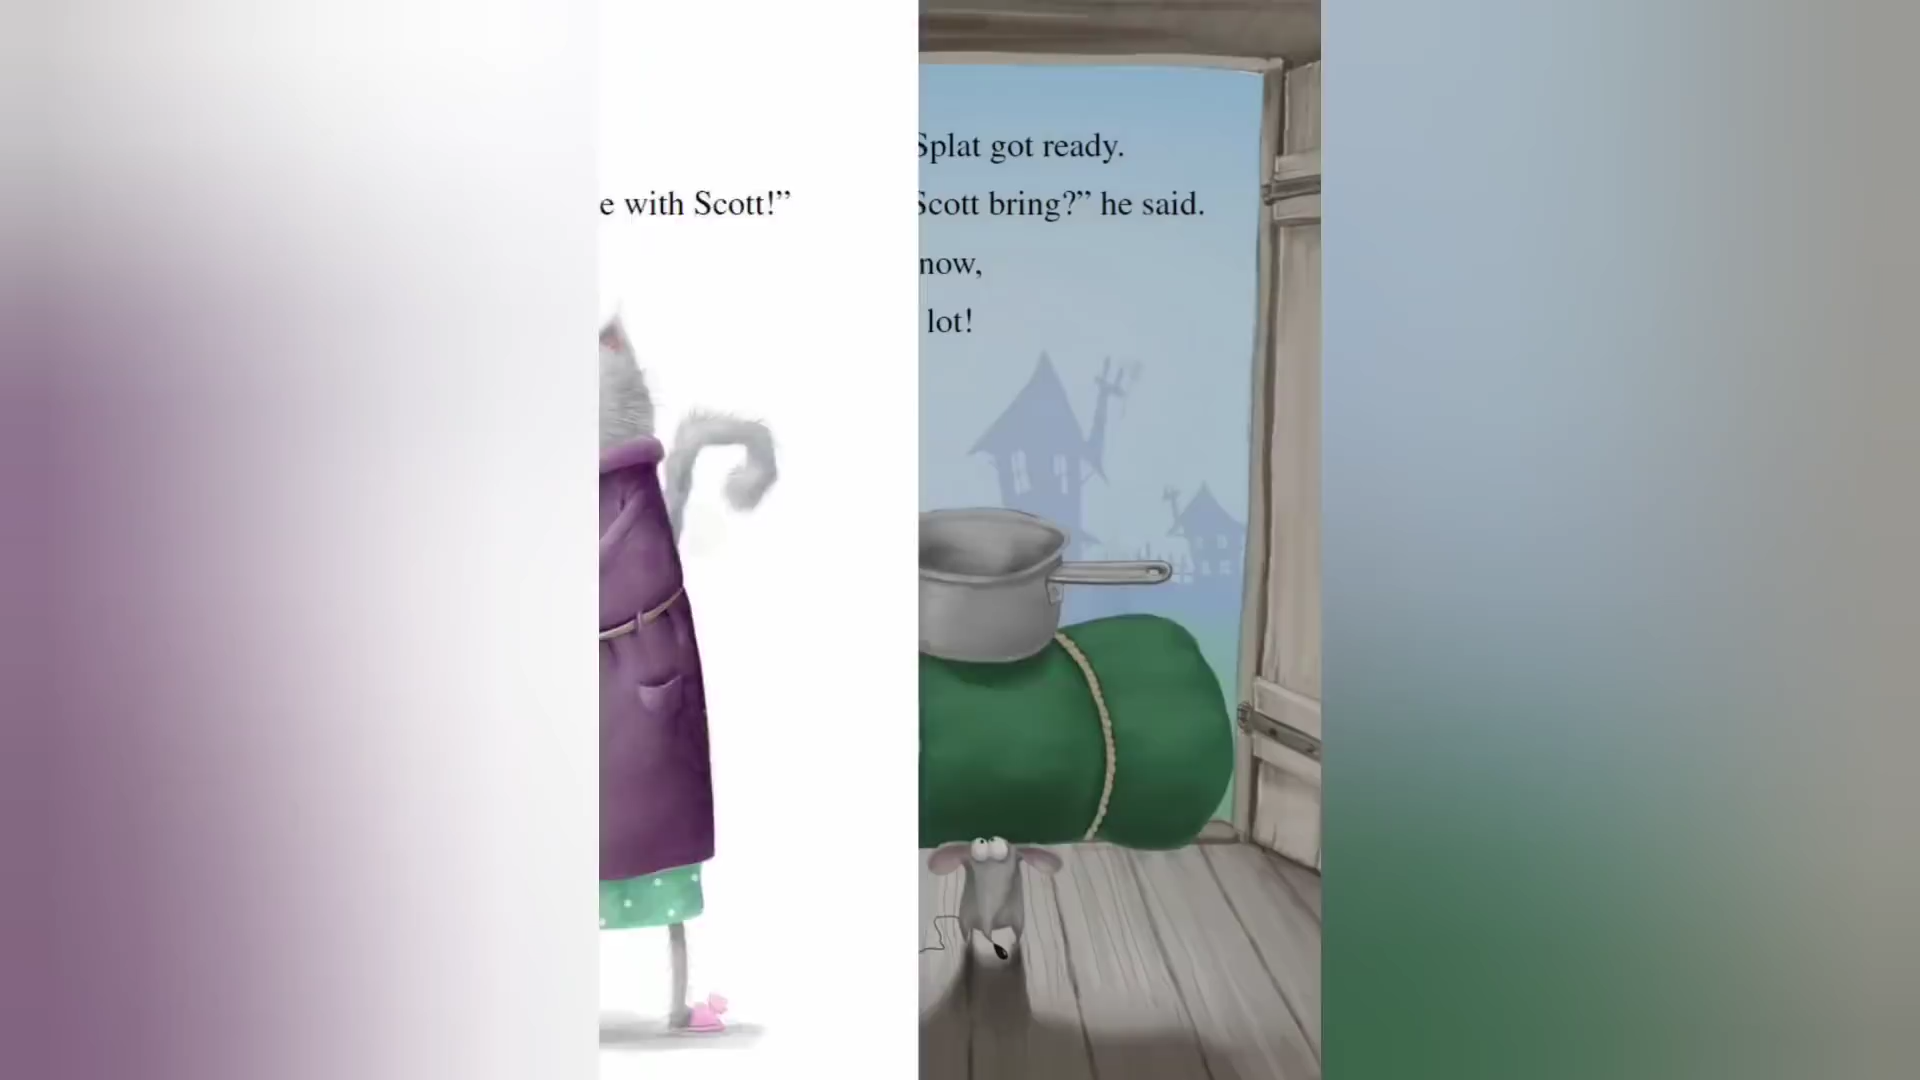 e with Scott!”
Splat got ready.
Scott bring?” he said.
now,
lot!